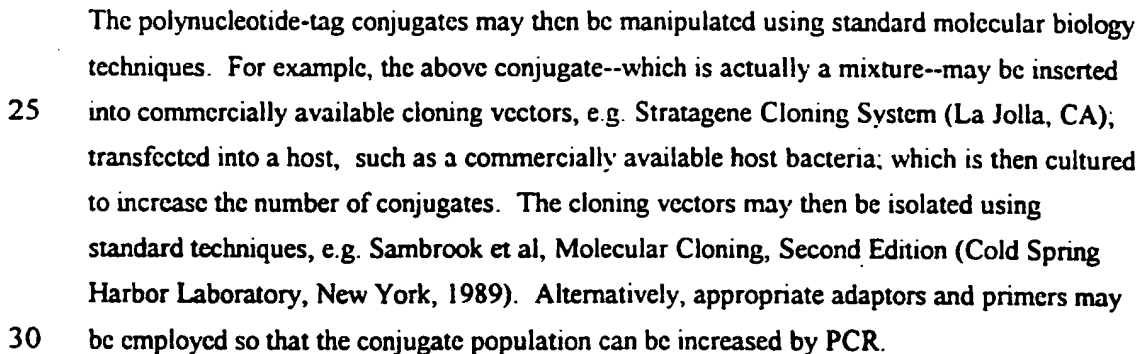 The polynucleotide-tag conjugates may then be manipulated using standard molecular biology
techniques. For example, the above conjugate--which is actually a mixture--may be inserted
25 into commercially available cloning vectors, e.g. Stratagene Cloning System (La Jolla, CA);
transfected into a host, such as a commercially available host bacteria; which is then cultured
to increase the number of conjugates. The cloning vectors may then be isolated using
standard techniques, e.g. Sambrook et al, Molecular Cloning, Second Edition (Cold Spring
Harbor Laboratory, New York, 1989). Alternatively, appropriate adaptors and primers may
30 be employed so that the conjugate population can be increased by PCR.